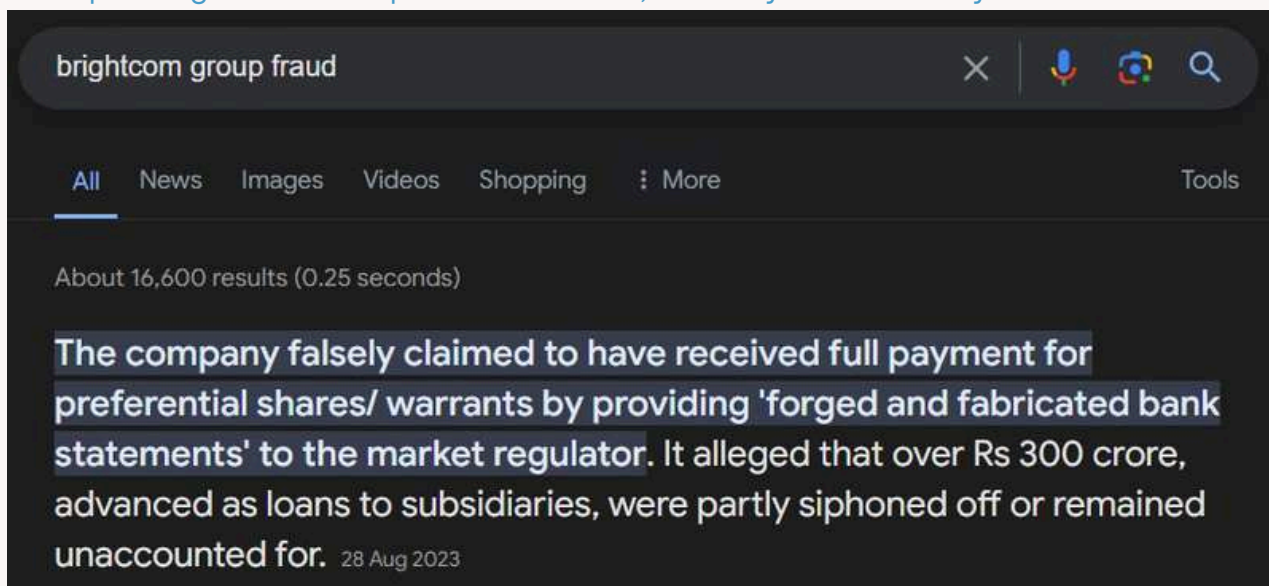 brightcom group fraud
All News Images Videos Shopping More Tools
About 16,600 results (0.25 seconds)
The company falsely claimed to have received full payment for
preferential shares/ warrants by providing 'forged and fabricated bank
statements' to the market regulator. It alleged that over Rs 300 crore,
advanced as loans to subsidiaries, were partly siphoned off or remained
unaccounted for. 28 Aug 2023